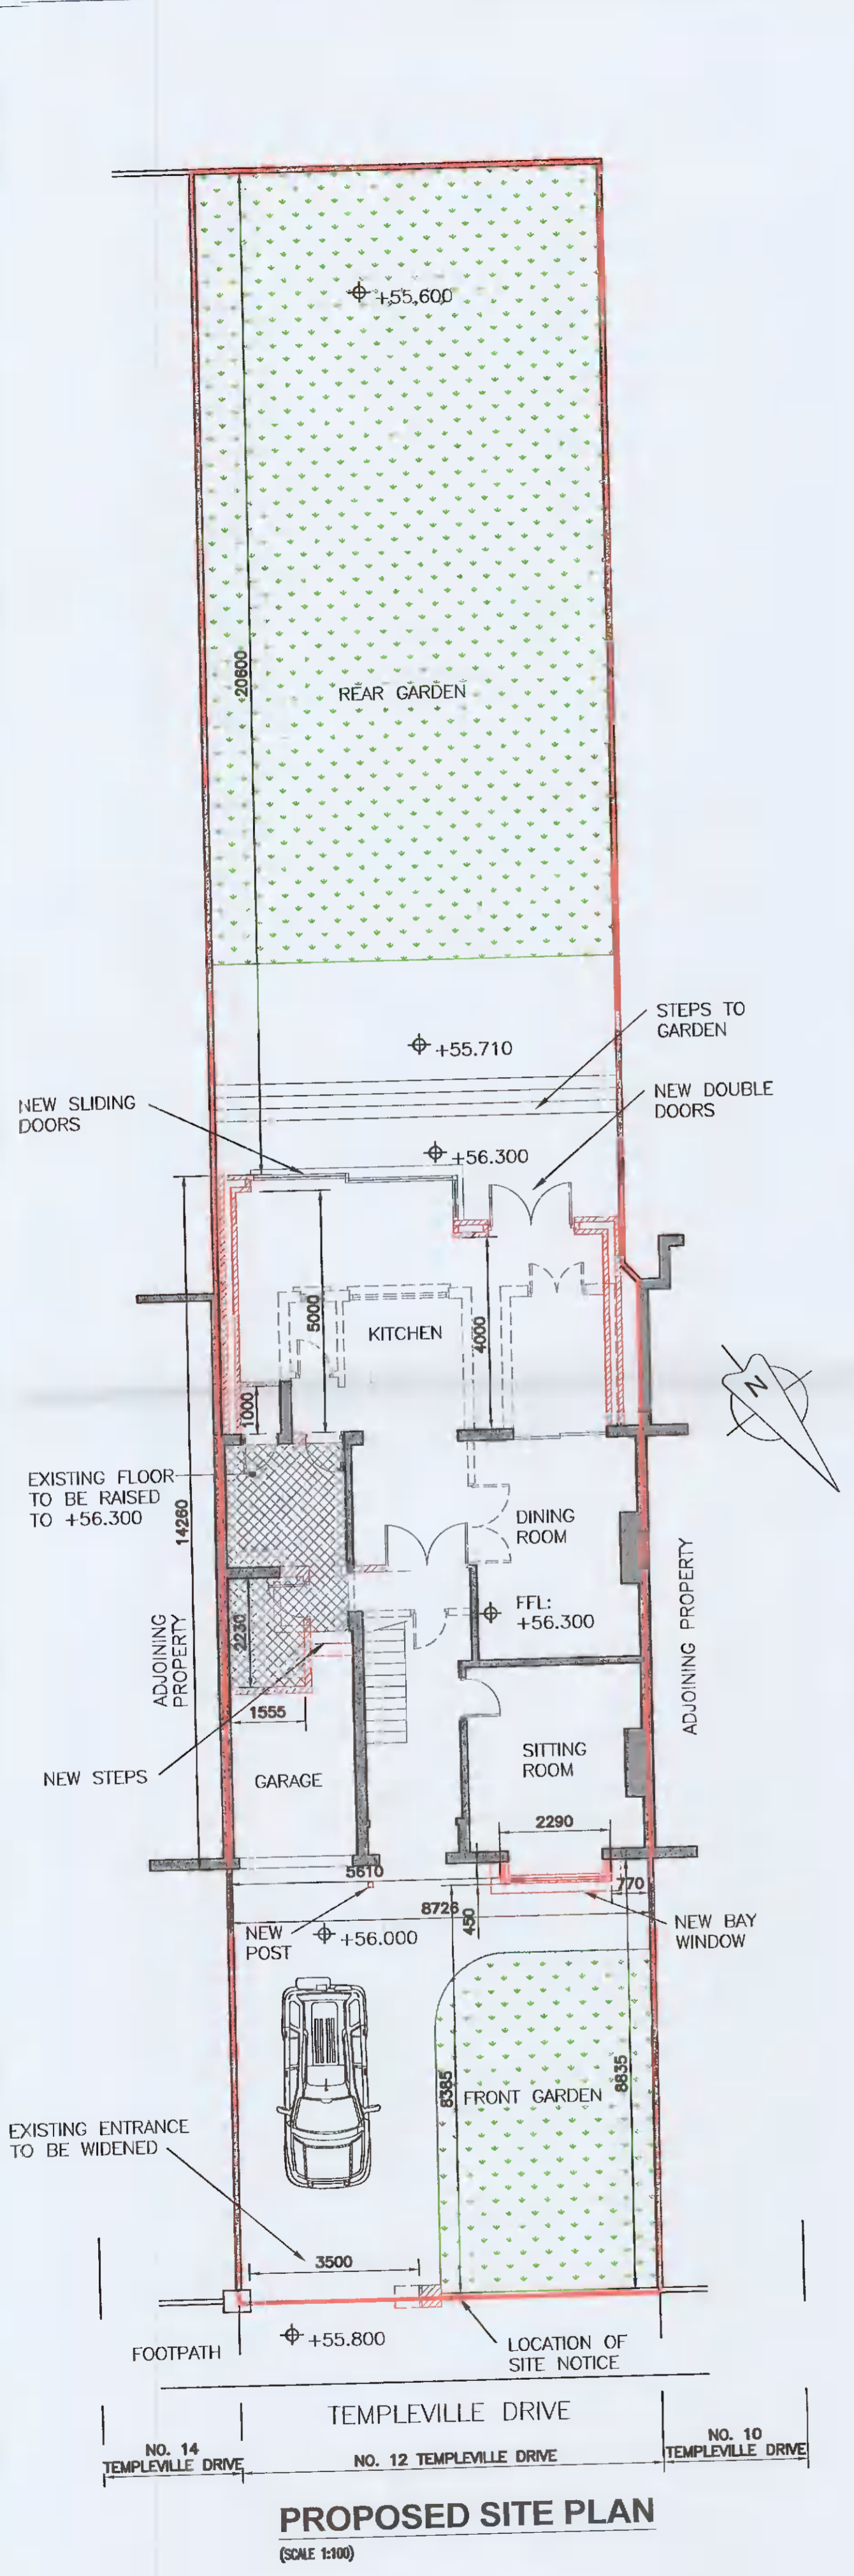 +55.600
20600
REAR GARDEN
STEPS TO
GARDEN
+55.710
NEW DOUBLE
DOORS
NEW SLIDING
DOORS
+56.300
5000
KITCHEN
4000
N
1000
EXISTING FLOOR
TO BE RAISED
TO +56.300
14260
DINING
ROOM
FFL:
+56.300
2230
ADJOINING
PROPERTY
ADJOINING PROPERTY
1555
SITTING
ROOM
NEW STEPS
GARAGE
2290
5610
770
8726
450
NEW
POST
+56.000
NEW BAY
WINDOW
8385
8835
FRONT GARDEN
EXISTING ENTRANCE
TO BE WIDENED
3500
+55.800
FOOTPATH
LOCATION OF
SITE NOTICE
TEMPLEVILLE DRIVE
NO. 14
TEMPLEVILLE DRIVE
NO. 12 TEMPLEVILLE DRIVE
NO. 10
TEMPLEVILLE DRIVE
PROPOSED SITE PLAN
(SCALE 1:100)